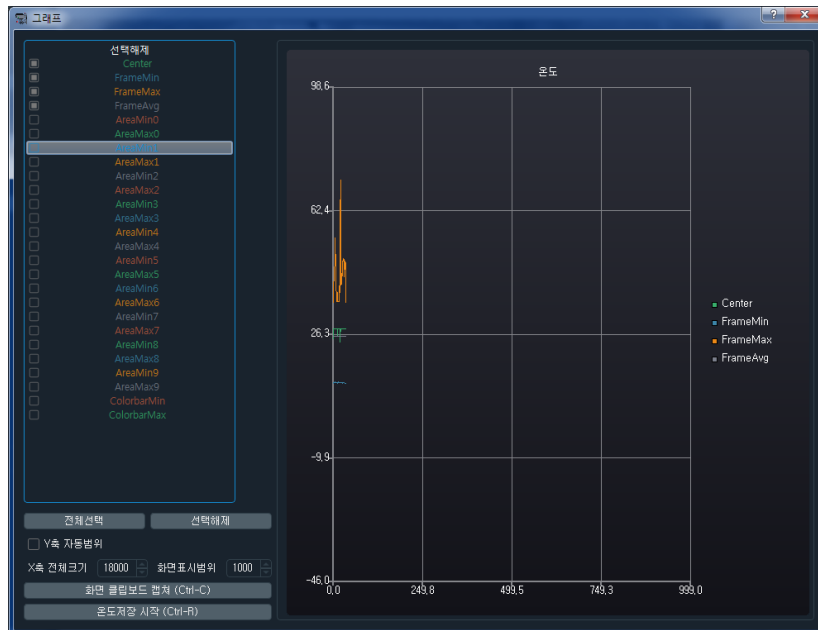 그래프
선택해제
Center
FrameMin
FrameMax
FrameAvg
AreaMin0
AreaMax0
AreaMin1
AreaMax1
AreaMin2
AreaMax2
AreaMin3
AreaMax3
AreaMin4
AreaMax4
AreaMin5
AreaMax5
AreaMin6
AreaMax6
AreaMin7
AreaMax7
AreaMin8
AreaMax8
AreaMin9
AreaMax9
ColorbarMin
ColorbarMax
전체선택 선택해제
Y축 자동범위
X축 전체크기 18000 화면표시범위 1000
화면 클립보드 캡쳐 (Ctrl-C)
온도저장 시작 (Ctrl-R)
온도
98,6
62,4
26,3
-9,9
-46,0
0,0 249,8 499,5 749,3 999,0
Center
FrameMin
FrameMax
FrameAvg